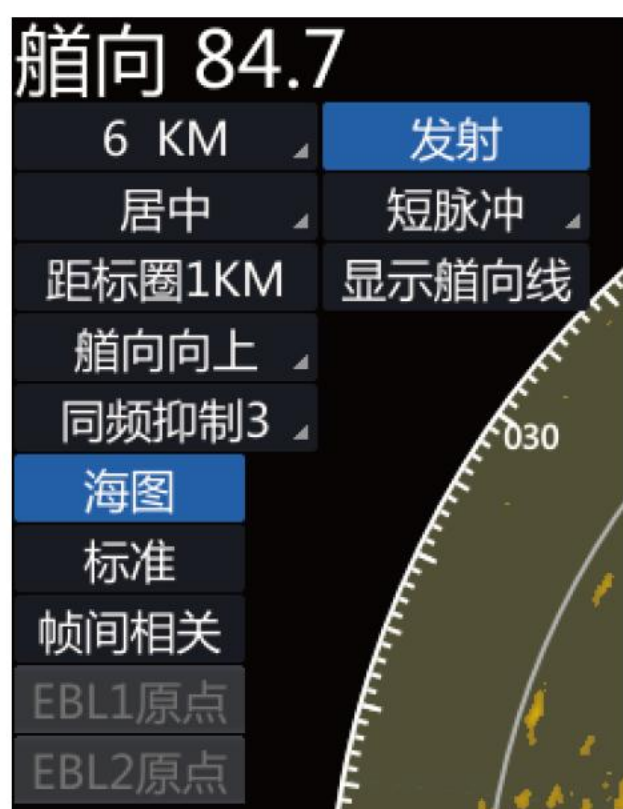 艏向 84.7
6 KM 发射
居中 短脉冲
距标圈1KM 显示艏向线
艏向向上
同频抑制3
030
海图
标准
帧间相关
EBL1原点
EBL2原点